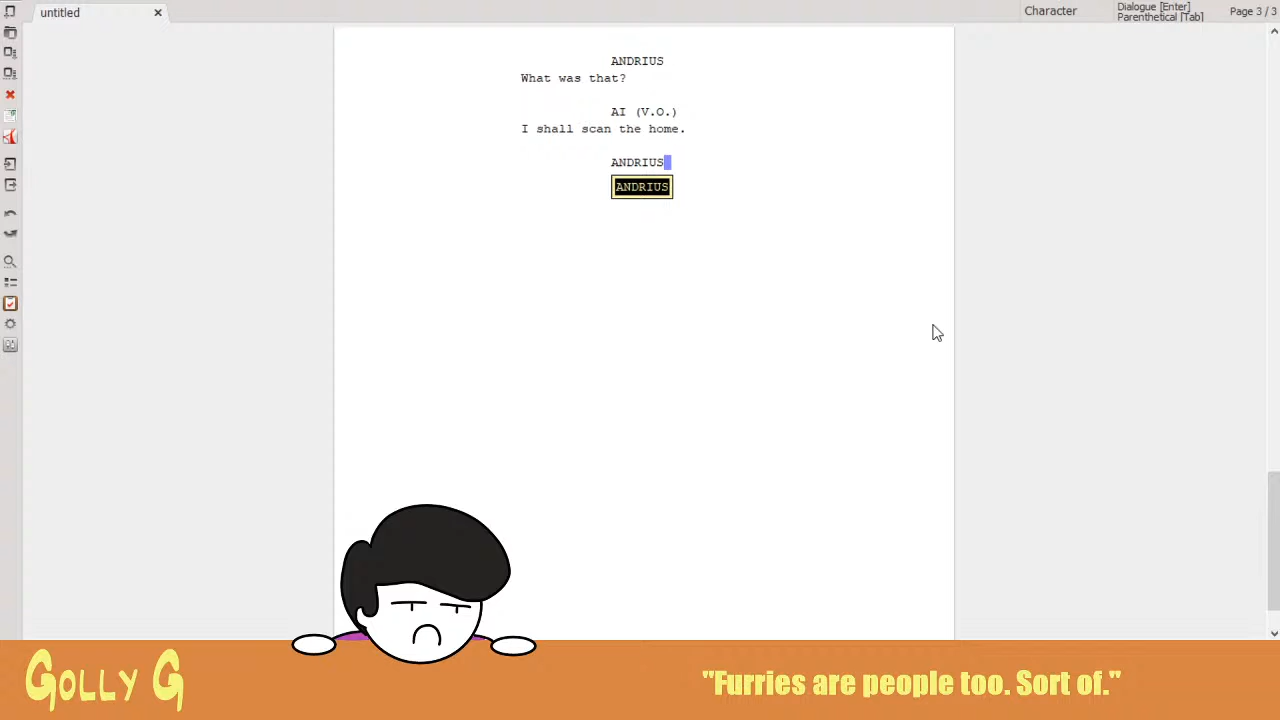 untitled
Character
Dialogue [Enter]
Parenthetical [Tab]
Page 3 / 3
ANDRIUS
What was that?
AI (V.O.)
I shall scan the home.
ANDRIUS
ANDRIUS
GOLLY G
"Furries are people too. Sort of."